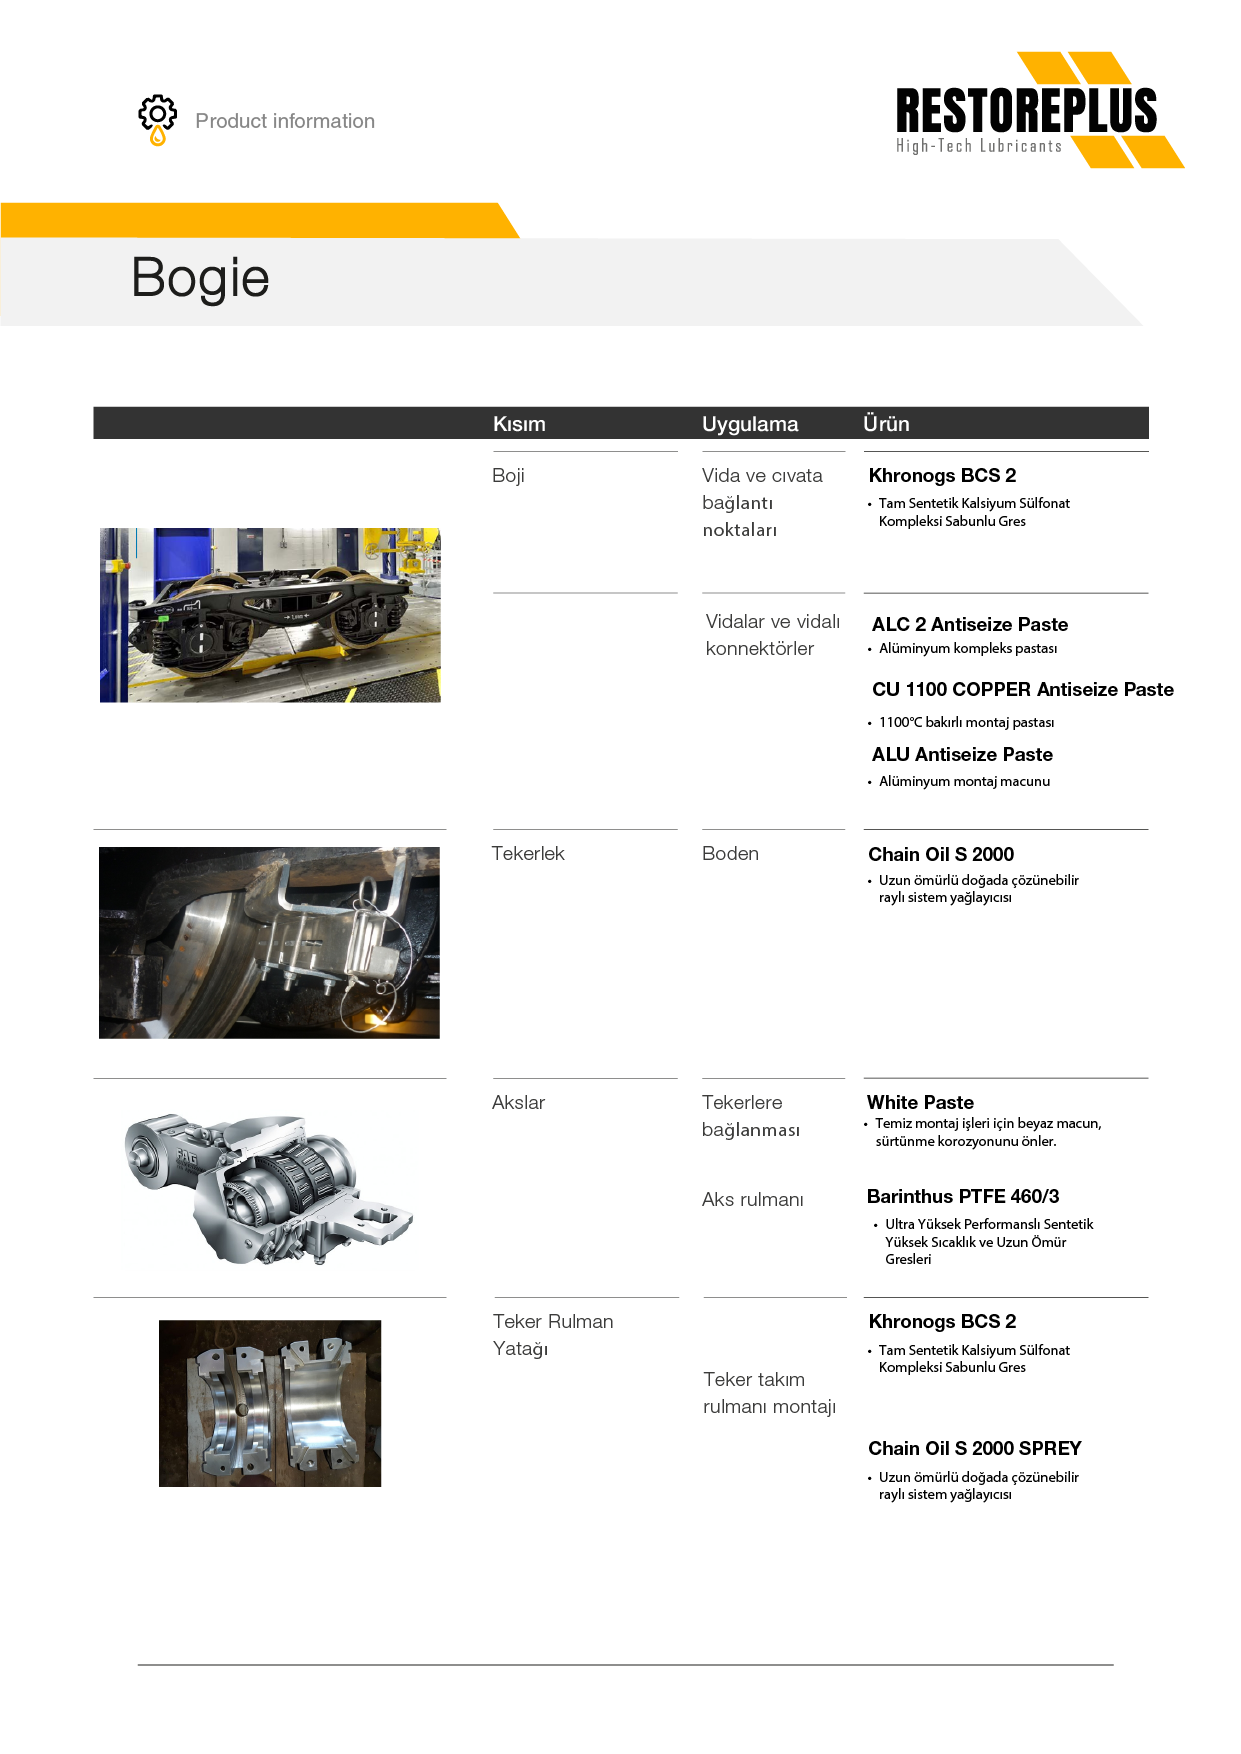 Product information
RESTOREPLUS
High-Tech Lubricants
Bogie
Kısım Uygulama Ürün
Boji
Vida ve cıvata
bağlantı
noktaları
Khronogs BCS 2
• Tam Sentetik Kalsiyum Sülfonat
Kompleksi Sabunlu Gres
Vidalar ve vidalı
konnektörler
ALC 2 Antiseize Paste
• Alüminyum kompleks pastası
CU 1100 COPPER Antiseize Paste
• 1100°C bakırlı montaj pastası
ALU Antiseize Paste
• Alüminyum montaj macunu
Tekerlek
Boden
Chain Oil S 2000
• Uzun ömürlü doğada çözünebilir
raylı sistem yağlayıcısı
FAG
Akslar
Tekerlere
bağlanması
White Paste
• Temiz montaj işleri için beyaz macun,
sürtünme korozyonunu önler.
Aks rulmanı
Barinthus PTFE 460/3
• Ultra Yüksek Performanslı Sentetik
Yüksek Sıcaklık ve Uzun Ömür
Gresleri
Teker Rulman
Yatağı
Teker takım
rulmanı montajı
Khronogs BCS 2
• Tam Sentetik Kalsiyum Sülfonat
Kompleksi Sabunlu Gres
Chain Oil S 2000 SPREY
• Uzun ömürlü doğada çözünebilir
raylı sistem yağlayıcısı